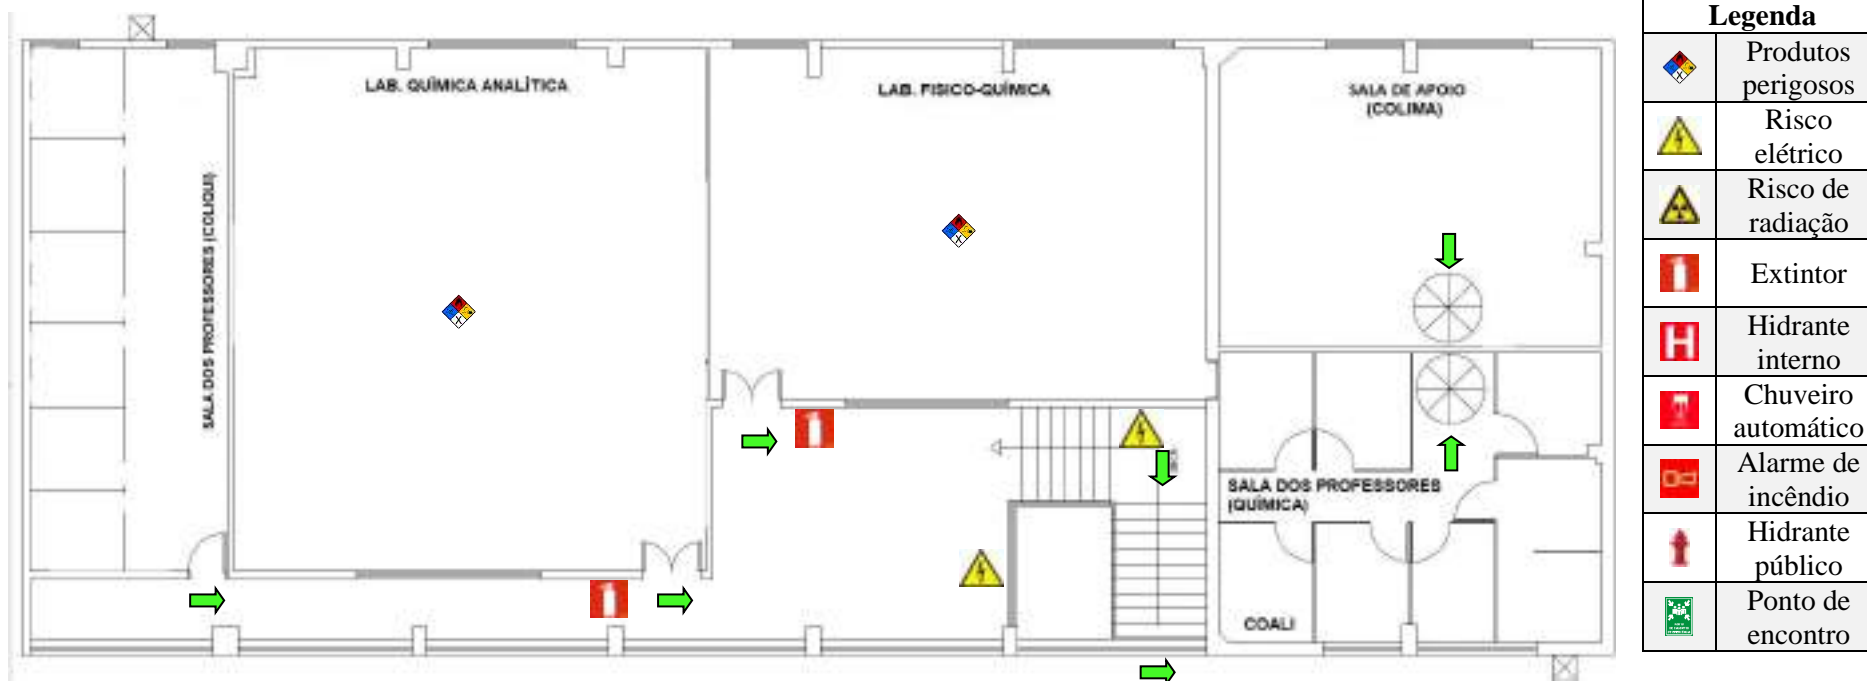 LAB. QUÍMICA ANALÍTICA
LAB. FISICO-QUÍMICA
SALA DE APOIO
(COLIMA)
SALA DOS PROFESSORES (COLIQUI)
SALA DOS PROFESSORES
(QUÍMICA)
COALI
Legenda
Produtos
perigosos
Risco
elétrico
Risco de
radiação
Extintor
Hidrante
interno
Chuveiro
automático
Alarme de
incêndio
Hidrante
público
Ponto de
encontro